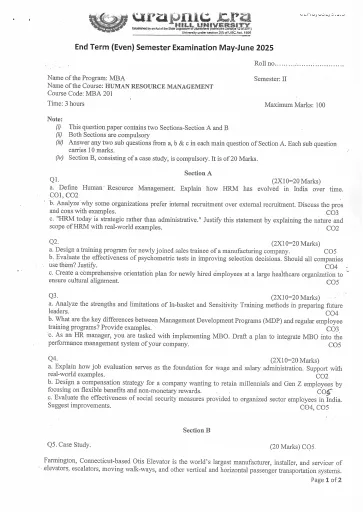 Graphic Era
HILL UNIVERSITY
End Term (Even) Semester Examination May-June 2025
Roll no.
Name of the Program: MBA
Semester: II
Name of the Course: HUMAN RESOURCE MANAGEMENT
Course Code: MBA 201
Time: 3 hours
Maximum Marks: 100
Note:
(i) This question paper contains two Sections-Section A and B
(ii) Both Sections are compulsory
(iii) Answer any two sub questions from a, b & c in each main question of Section A. Each sub question
carries 10 marks.
(iv) Section B, consisting of a case study, is compulsory. It is of 20 Marks.
Section A
Q1. (2X10=20 Marks)
a. Define Human Resource Management. Explain how HRM has evolved in India over time.
CO1, CO2
b. Analyze why some organizations prefer internal recruitment over external recruitment. Discuss the pros
and cons with examples. CO3
c. "HRM today is strategic rather than administrative." Justify this statement by explaining the nature and
scope of HRM with real-world examples. CO2
Q2. (2X10=20 Marks)
a. Design a training program for newly joined sales trainee of a manufacturing company. CO5
b. Evaluate the effectiveness of psychometric tests in improving selection decisions. Should all companies
use them? Justify. CO4
c. Create a comprehensive orientation plan for newly hired employees at a large healthcare organization to
ensure cultural alignment. CO5
Q3. (2X10=20 Marks)
a. Analyze the strengths and limitations of In-basket and Sensitivity Training methods in preparing future
leaders. CO4
b. What are the key differences between Management Development Programs (MDP) and regular employee
training programs? Provide examples. CO3
c. As an HR manager, you are tasked with implementing MBO. Draft a plan to integrate MBO into the
performance management system of your company. CO5
Q4. (2X10=20 Marks)
a. Explain how job evaluation serves as the foundation for wage and salary administration. Support with
real-world examples. CO2
b. Design a compensation strategy for a company wanting to retain millennials and Gen Z employees by
focusing on flexible benefits and non-monetary rewards. CO5
c. Evaluate the effectiveness of social security measures provided to organized sector employees in India.
Suggest improvements. CO4, CO5
Section B
Q5. Case Study. (20 Marks) CO5
Farmington, Connecticut-based Otis Elevator is the world's largest manufacturer, installer, and servicer of
elevators, escalators, moving walk-ways, and other vertical and horizontal passenger transportation systems.
Page 1 of 2